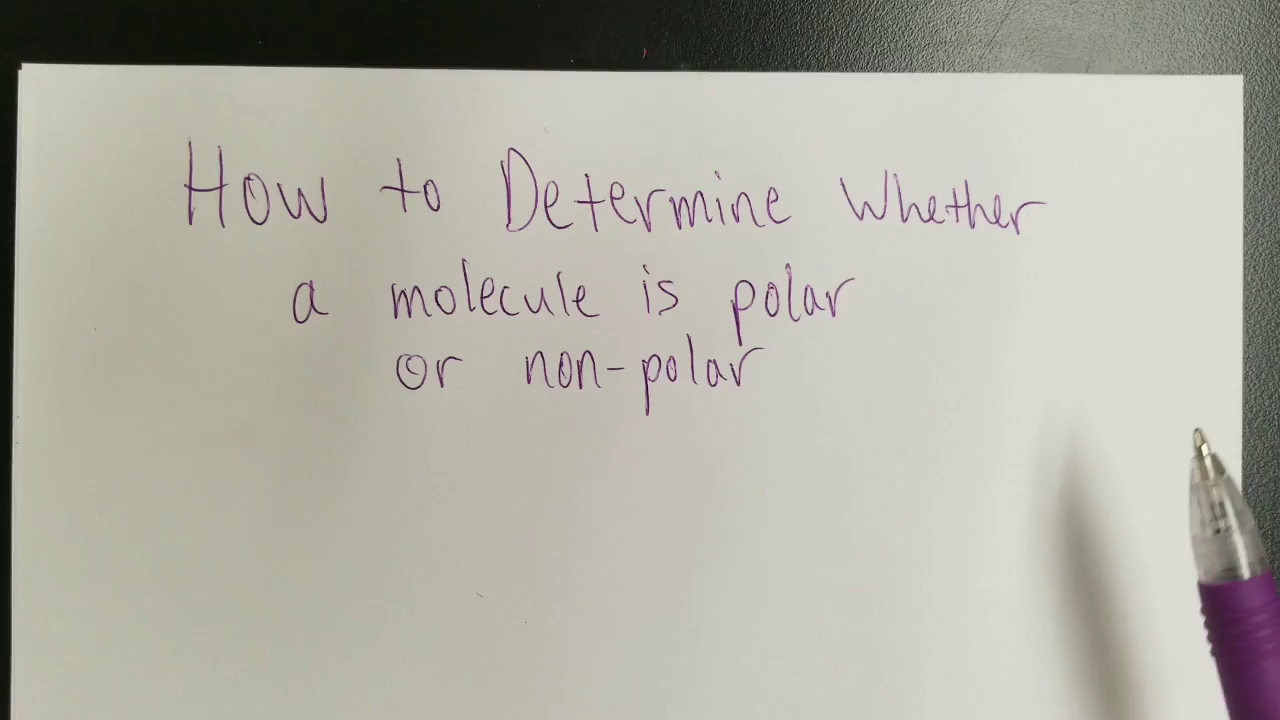 How to Determine Whether
a molecule is polar
or non-polar